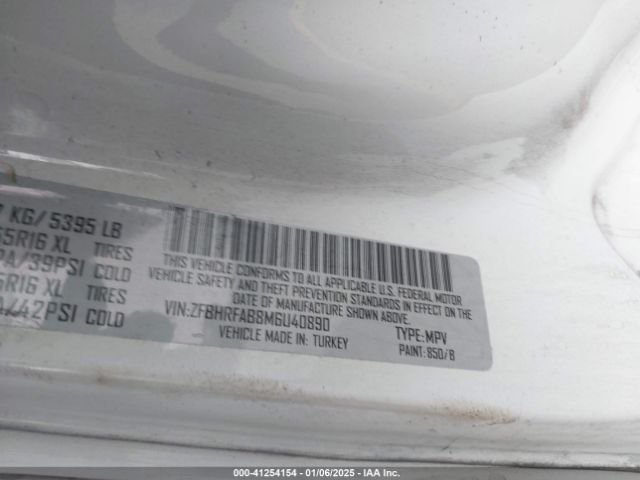 7 KG/ 5395 LB
55R16 XL TIRES
PA/39PSI COLD
5R16 XL TIRES
A/42PSI COLD
THIS VEHICLE CONFORMS TO ALL APPLICABLE U.S. FEDERAL MOTOR
VEHICLE SAFETY AND THEFT PREVENTION STANDARDS IN EFFECT ON THE
DATE OF MANUFACTURE SHOWN ABOVE.
VIN:ZFBHRFAB8M6U40890 TYPE:MPV
VEHICLE MADE IN: TURKEY PAINT: 850/B
000-41254154 - 01/06/2025 - IAA Inc.